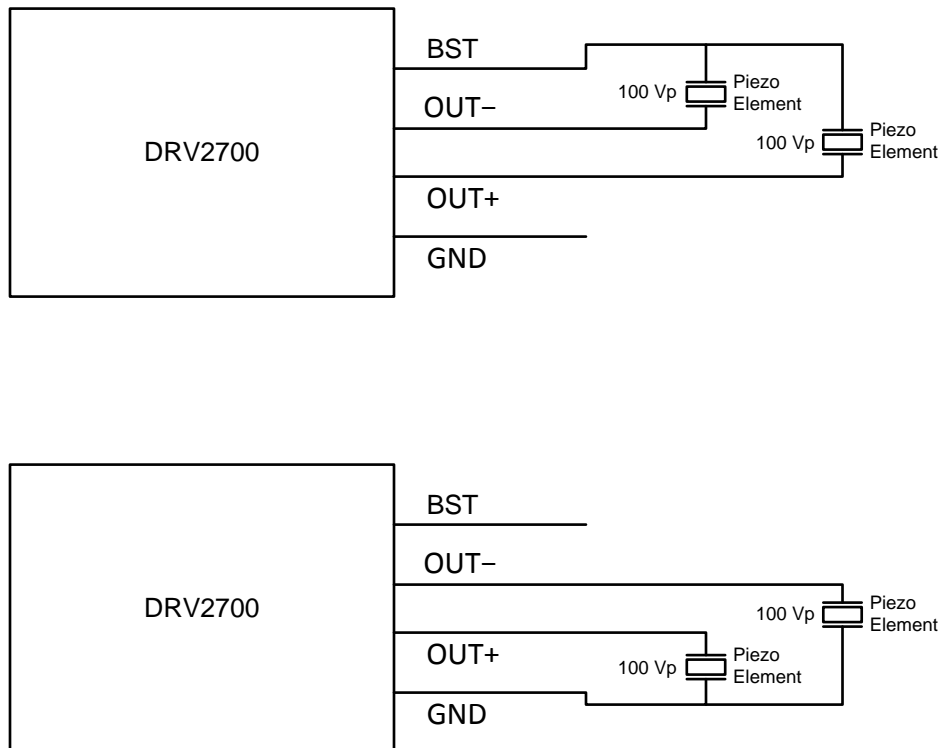 BST
100 Vp
Piezo
Element
OUT−
DRV2700
100 Vp
Piezo
Element
OUT+
GND
BST
OUT−
DRV2700
100 Vp
Piezo
Element
OUT+
100 Vp
Piezo
Element
GND